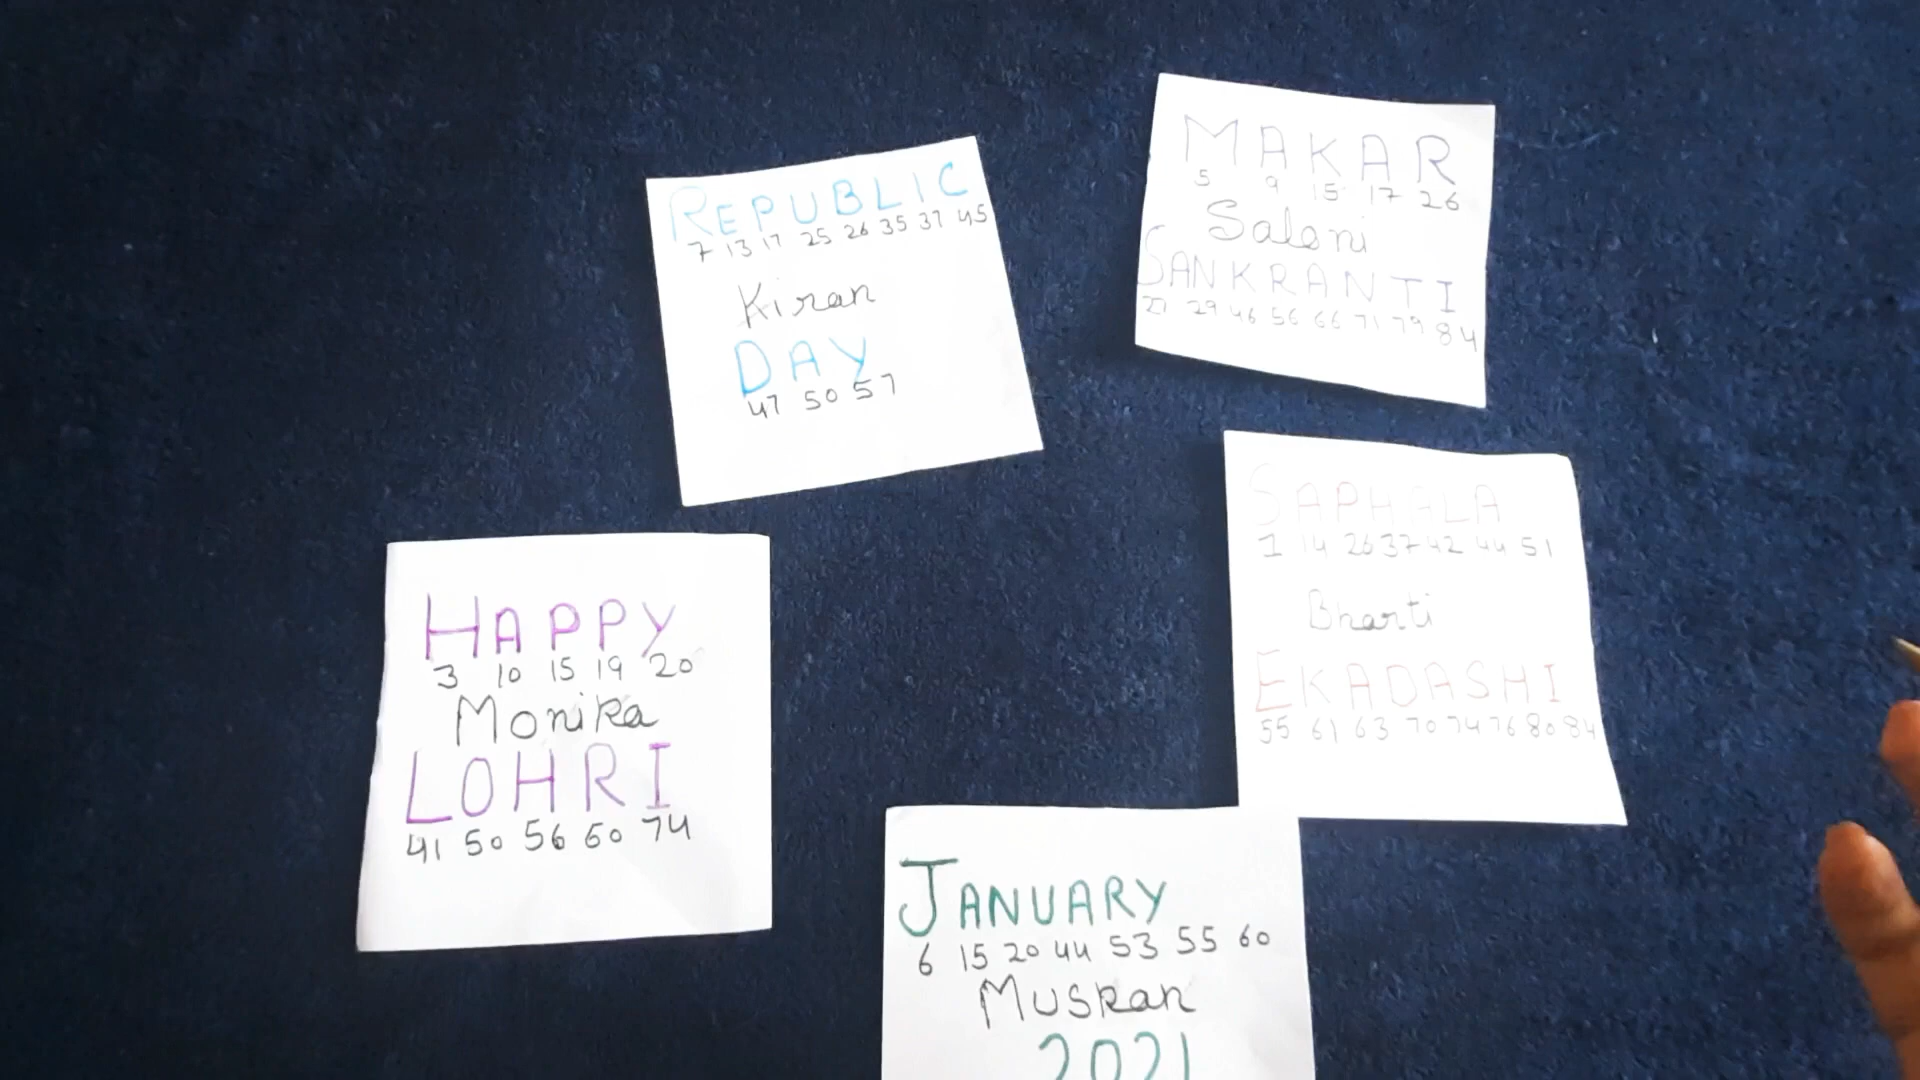 REPUBLIC
7 13 17 25 26 35 37 45
Kiran
DAY
47 50 57
MAKAR
5 9 15 17 26
Saloni
SANKRANTI
27 29 46 56 66 71 79 84
HAPPY
3 10 15 19 20
Monika
LOHRI
41 50 56 60 74
SAPHALA
1 14 26 37 42 44 51
Bharti
EKADASHI
55 61 63 70 74 76 80 84
JANUARY
6 15 20 44 53 55 60
Muskan
2021